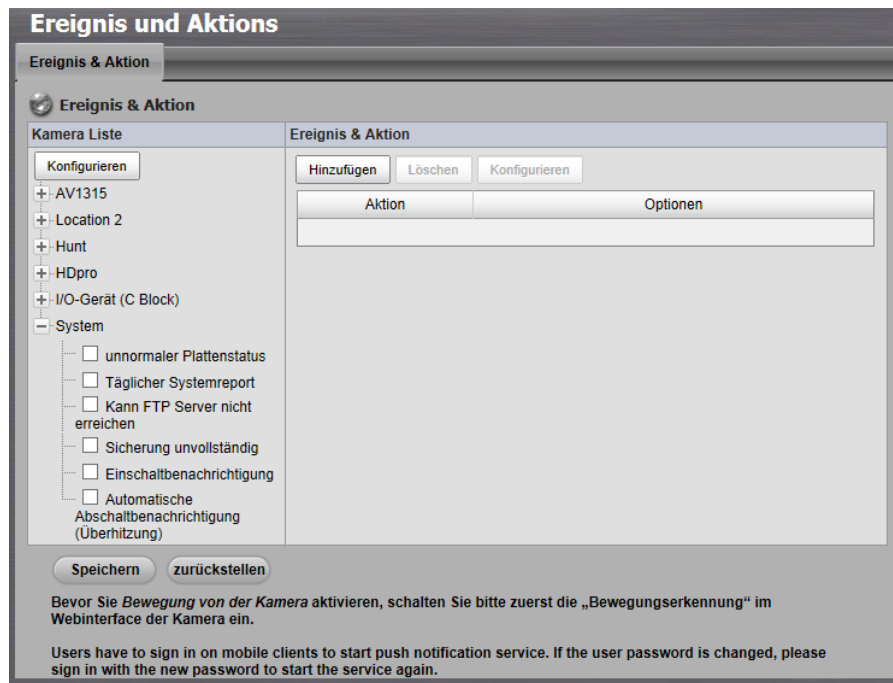 Ereignis und Aktions
Ereignis & Aktion
Ereignis & Aktion
Kamera Liste
Ereignis & Aktion
Konfigurieren
AV1315
Location 2
Hunt
HDpro
I/O-Gerät (C Block)
System
unnormaler Plattenstatus
Täglicher Systemreport
Kann FTP Server nicht
erreichen
Sicherung unvollständig
Einschaltbenachrichtigung
Automatische
Abschaltbenachrichtigung
(Überhitzung)
Hinzufügen
Löschen
Konfigurieren
Aktion
Optionen
Speichern
zurückstellen
Bevor Sie Bewegung von der Kamera aktivieren, schalten Sie bitte zuerst die „Bewegungserkennung“ im
Webinterface der Kamera ein.
Users have to sign in on mobile clients to start push notification service. If the user password is changed, please
sign in with the new password to start the service again.